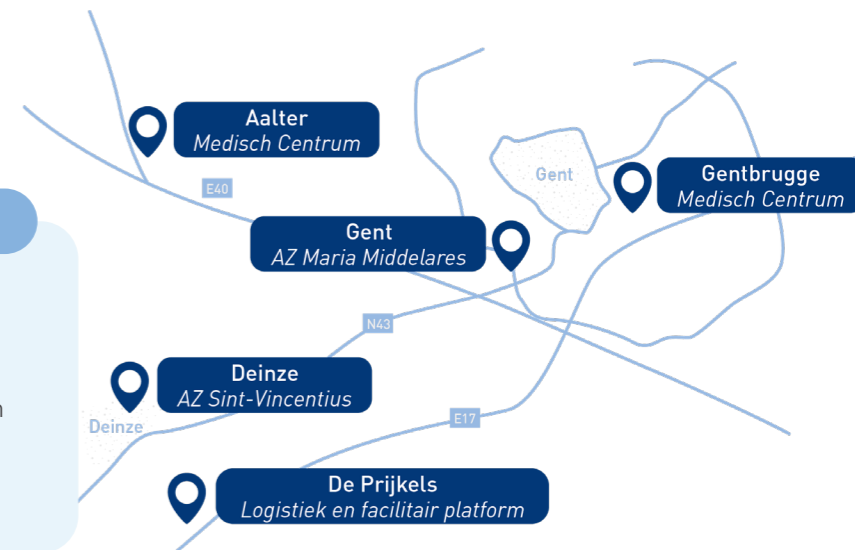 Aalter
Medisch Centrum
E40
Gent
Gentbrugge
Medisch Centrum
Gent
AZ Maria Middelares
N43
Deinze
AZ Sint-Vincentius
Deinze
E17
De Prijkels
Logistiek en facilitair platform